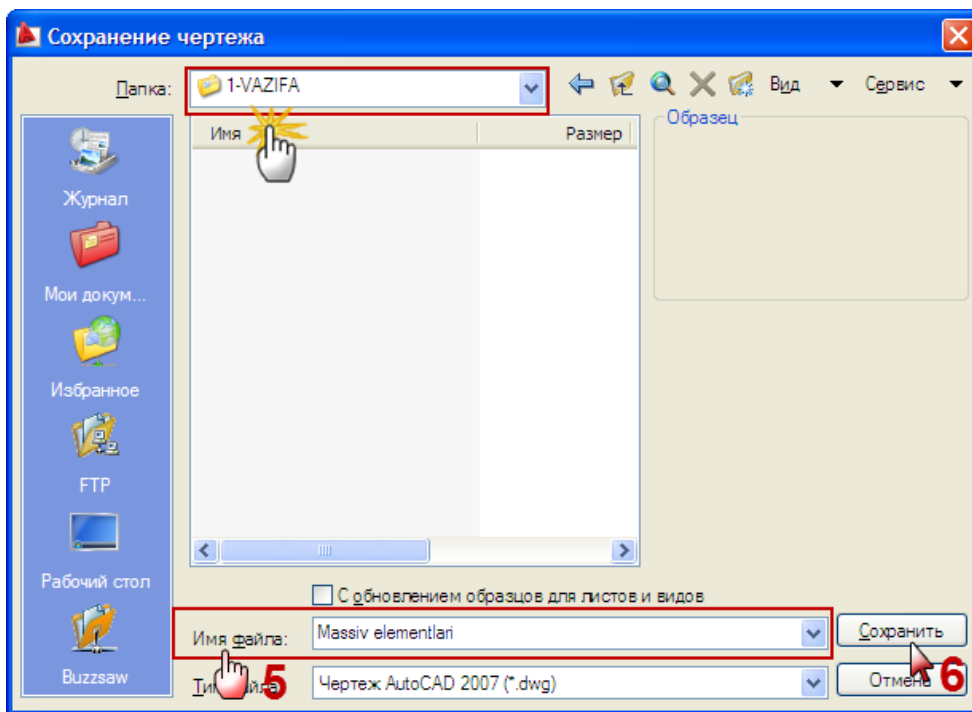 Сохранение чертежа
Папка: 1-VAZIFA Вид Сервис
Имя Размер
Образец
Журнал
Мои докум...
Избранное
FTP
Рабочий стол
Buzzsaw
С обновлением образцов для листов и видов
Имя файла: Massiv elementlari Сохранить
5 Чертеж AutoCAD 2007 (*.dwg) Отмена 6